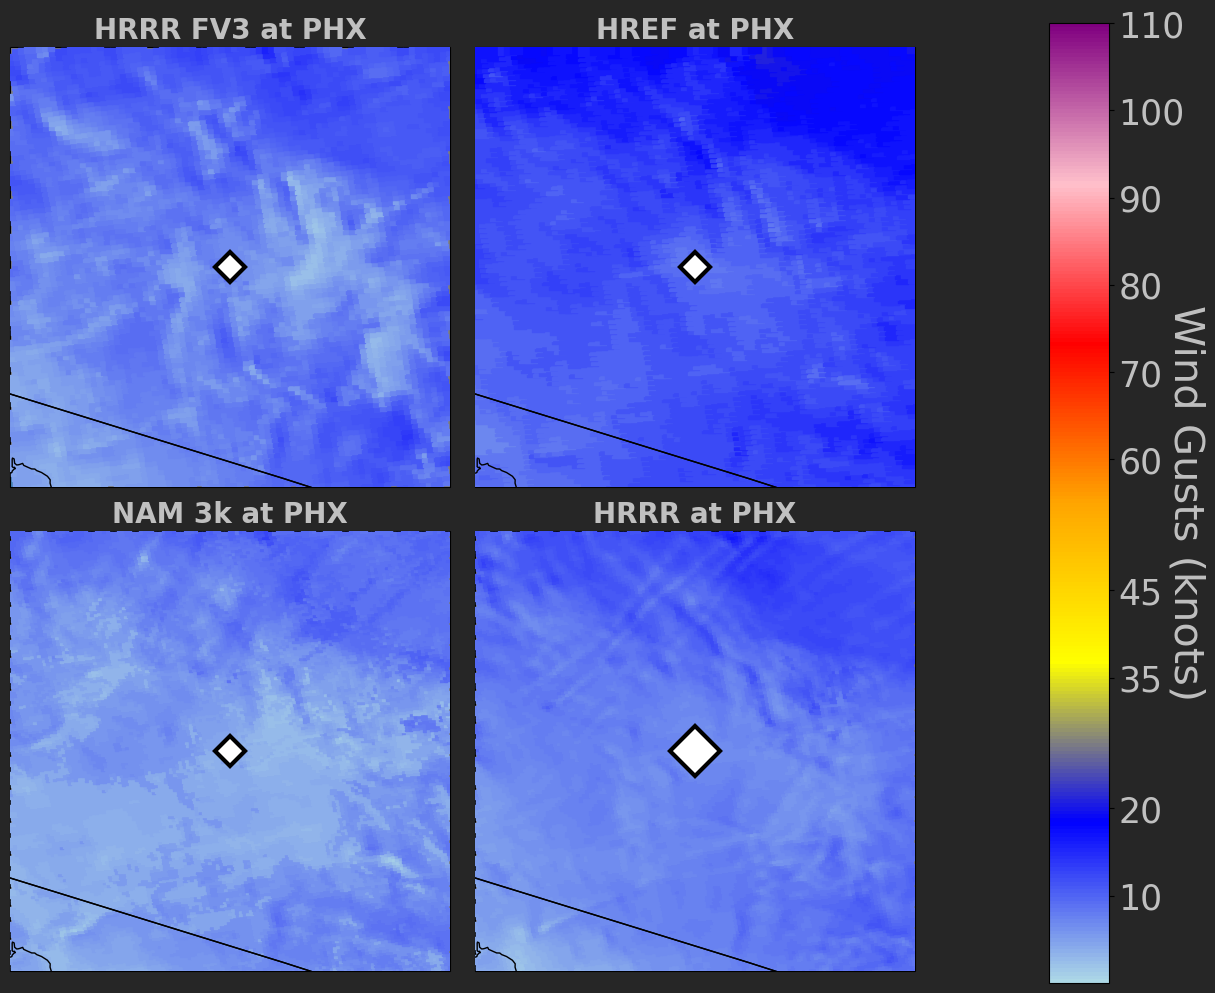 HRRR FV3 at PHX
HREF at PHX
NAM 3k at PHX
HRRR at PHX
110
100
90
80
70
60
45
35
20
10
Wind Gusts (knots)